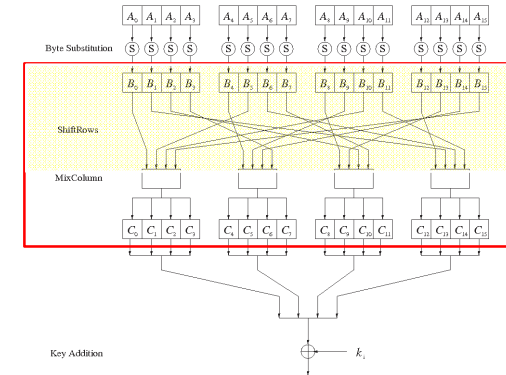 A0 A1 A2 A3 A4 A5 A6 A7 A8 A9 A10 A11 A12 A13 A14 A15
Byte Substitution S S S S S S S S S S S S S S S S
B0 B1 B2 B3 B4 B5 B6 B7 B8 B9 B10 B11 B12 B13 B14 B15
ShiftRows
MixColumn
C0 C1 C2 C3 C4 C5 C6 C7 C8 C9 C10 C11 C12 C13 C14 C15
Key Addition ki